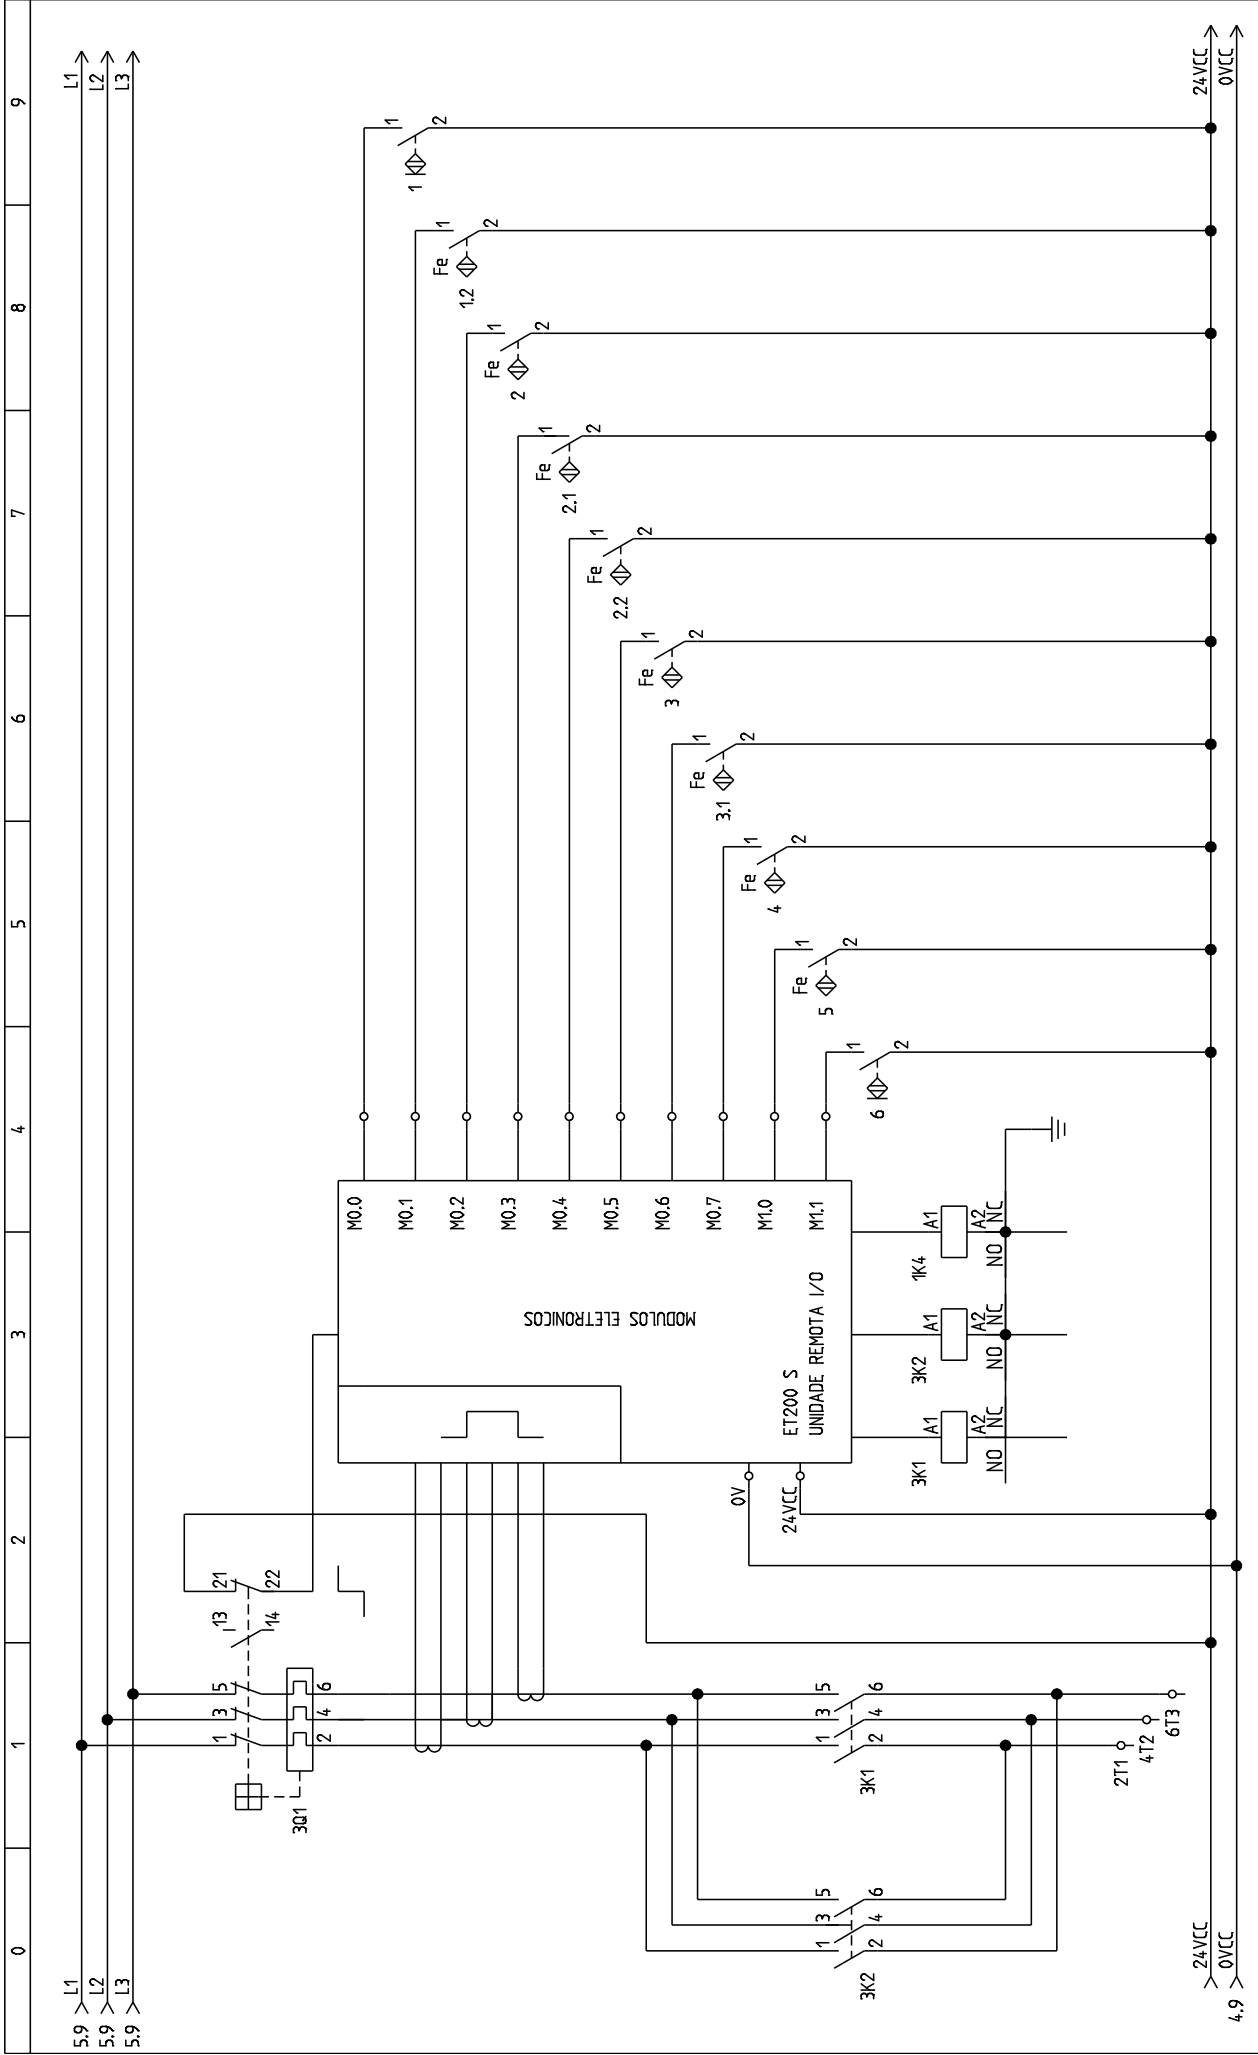 0 1 2 3 4 5 6 7 8 9
5.9 L1 L1
5.9 L2 L2
5.9 L3 L3
1 3 5 13 21
2 4 6 14 22
3Q1
M0.0
M0.1
M0.2
M0.3
M0.4
M0.5
M0.6
M0.7
M1.0
M1.1
MODULOS ELETRONICOS
ET200 S
UNIDADE REMOTA I/O
0V
24VCC
1 2
1
Fe 1 2
1.2
Fe 1 2
2
Fe 1 2
2.1
Fe 1 2
2.2
Fe 1 2
3
Fe 1 2
3.1
Fe 1 2
4
Fe 1 2
5
1 2
6
1 3 5
2 4 6
3K2
1 3 5
2 4 6
3K1
3K1 A1 A2
NO NC
3K2 A1 A2
NO NC
1K4 A1 A2
NO NC
2T1
4T2
6T3
24VCC 24VCC
4.9 0VCC 0VCC